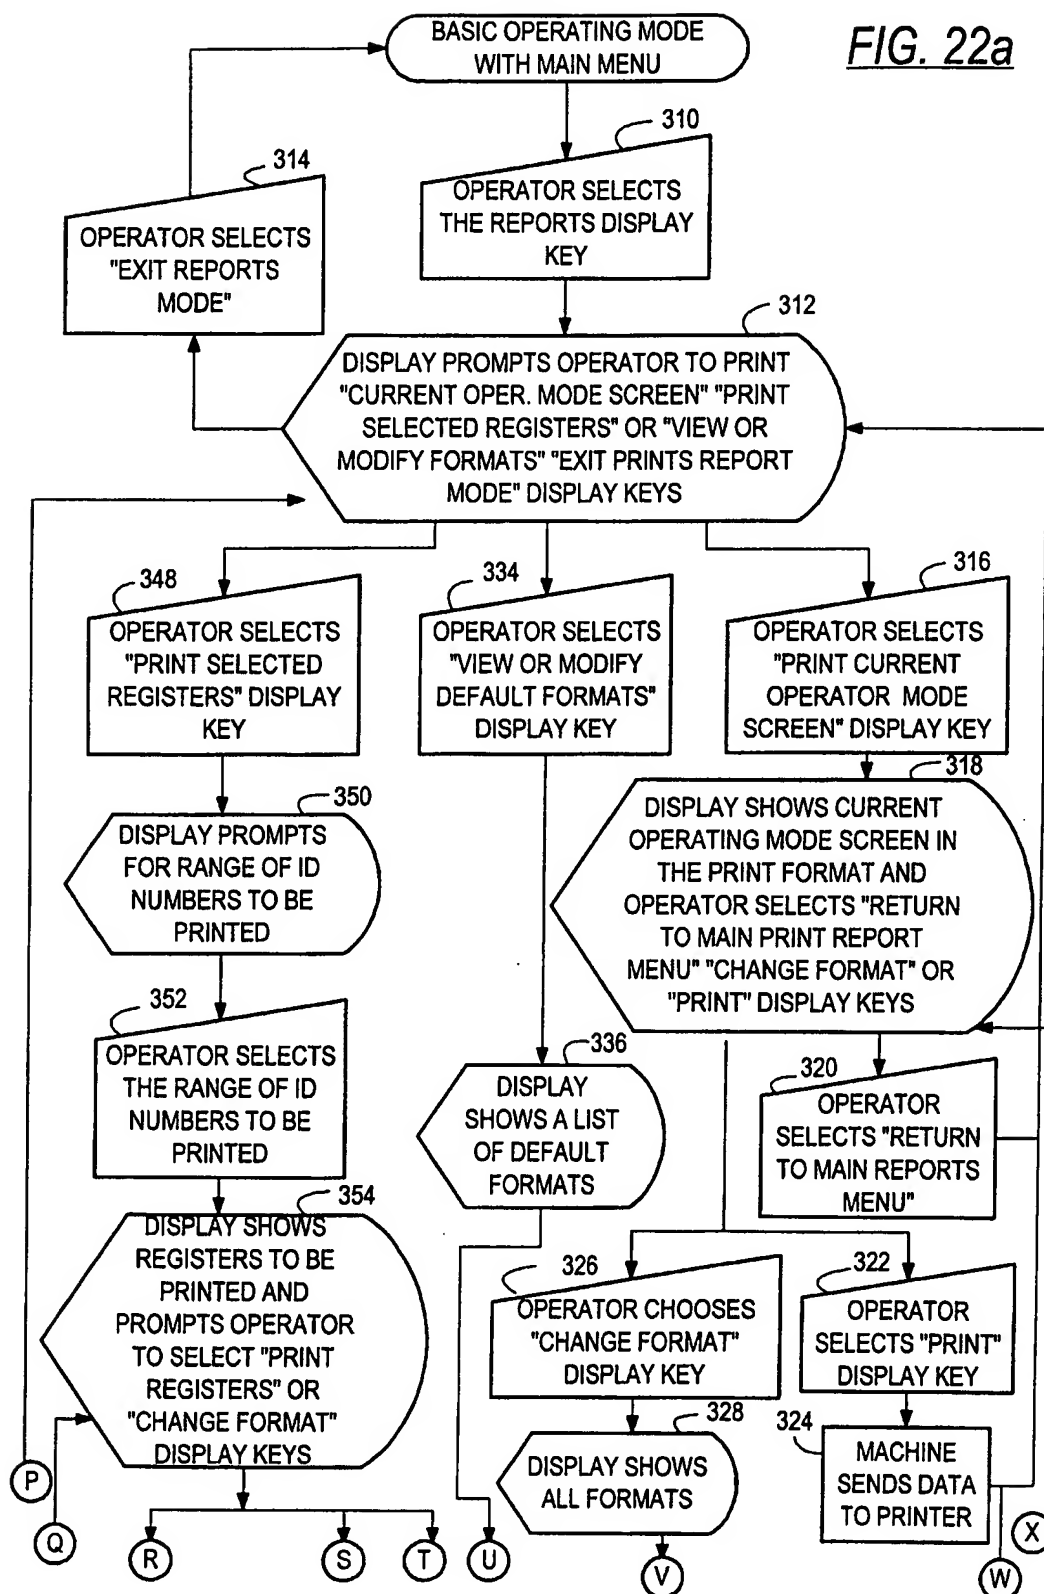 BASIC OPERATING MODE
WITH MAIN MENU
FIG. 22a
310
314
OPERATOR SELECTS
THE REPORTS DISPLAY
KEY
OPERATOR SELECTS
"EXIT REPORTS
MODE"
312
DISPLAY PROMPTS OPERATOR TO PRINT
"CURRENT OPER. MODE SCREEN" "PRINT
SELECTED REGISTERS" OR "VIEW OR
MODIFY FORMATS" "EXIT PRINTS REPORT
MODE" DISPLAY KEYS
348
OPERATOR SELECTS
"PRINT SELECTED
REGISTERS" DISPLAY
KEY
334
OPERATOR SELECTS
"VIEW OR MODIFY
DEFAULT FORMATS"
DISPLAY KEY
316
OPERATOR SELECTS
"PRINT CURRENT
OPERATOR MODE
SCREEN" DISPLAY KEY
318
DISPLAY SHOWS CURRENT
OPERATING MODE SCREEN IN
THE PRINT FORMAT AND
OPERATOR SELECTS "RETURN
TO MAIN PRINT REPORT
MENU" "CHANGE FORMAT" OR
"PRINT" DISPLAY KEYS
350
DISPLAY PROMPTS
FOR RANGE OF ID
NUMBERS TO BE
PRINTED
352
OPERATOR SELECTS
THE RANGE OF ID
NUMBERS TO BE
PRINTED
336
DISPLAY
SHOWS A LIST
OF DEFAULT
FORMATS
320
OPERATOR
SELECTS "RETURN
TO MAIN REPORTS
MENU"
354
DISPLAY SHOWS
REGISTERS TO BE
PRINTED AND
PROMPTS OPERATOR
TO SELECT "PRINT
REGISTERS" OR
"CHANGE FORMAT"
DISPLAY KEYS
326
OPERATOR CHOOSES
"CHANGE FORMAT"
DISPLAY KEY
322
OPERATOR
SELECTS "PRINT"
DISPLAY KEY
328
DISPLAY SHOWS
ALL FORMATS
324
MACHINE
SENDS DATA
TO PRINTER
P
Q
R
S
T
U
V
W
X